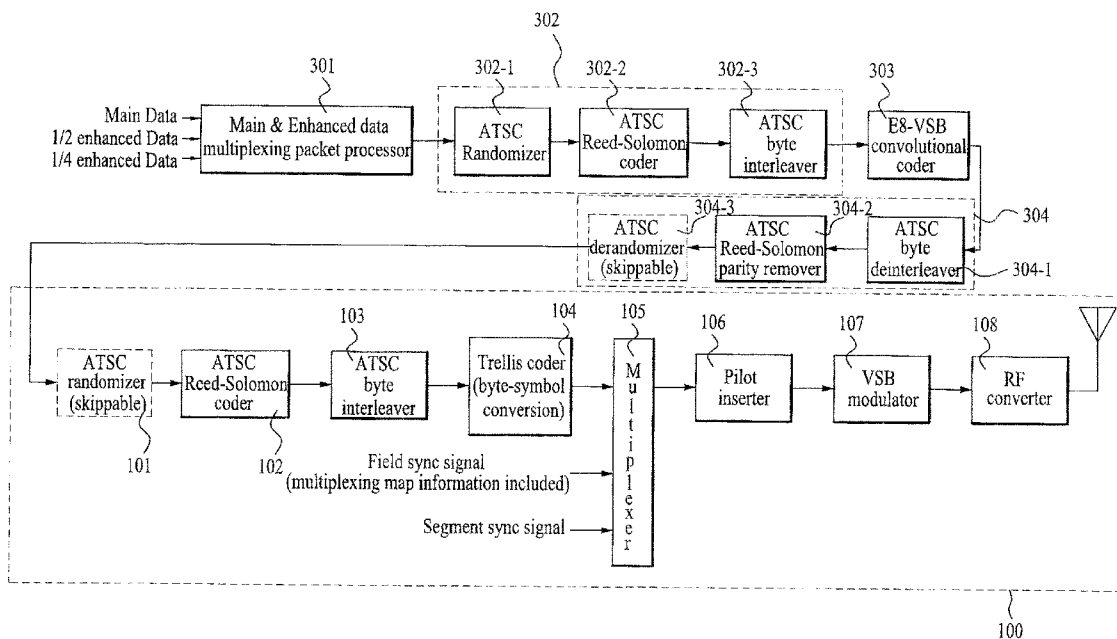 302
301
302-1
302-2
302-3
303
Main Data
1/2 enhanced Data
1/4 enhanced Data
Main & Enhanced data
multiplexing packet processor
ATSC
Randomizer
ATSC
Reed-Solomon
coder
ATSC
byte
interleaver
E8-VSB
convolutional
coder
304-3
304-2
304
ATSC
derandomizer
(skippable)
ATSC
Reed-Solomon
parity remover
ATSC
byte
deinterleaver
304-1
103
104
105
106
107
108
ATSC
randomizer
(skippable)
ATSC
Reed-Solomon
coder
ATSC
byte
interleaver
Trellis coder
(byte-symbol
conversion)
Multiplexer
Pilot
inserter
VSB
modulator
RF
converter
101
102
Field sync signal
(multiplexing map information included)
Segment sync signal
100